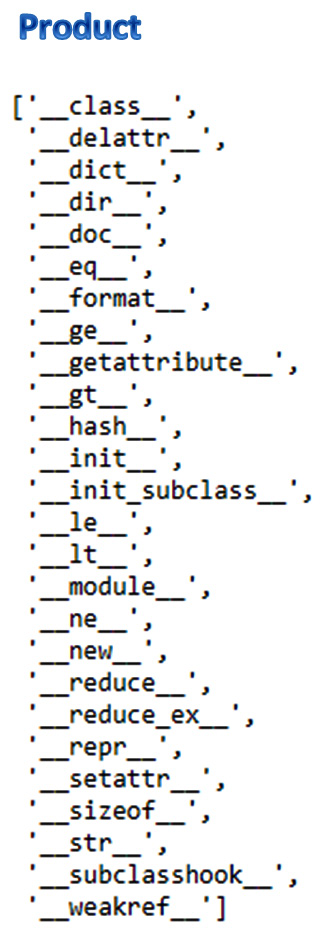 Product
['__class__',
'__delattr__',
'__dict__',
'__dir__',
'__doc__',
'__eq__',
'__format__',
'__ge__',
'__getattribute__',
'__gt__',
'__hash__',
'__init__',
'__init_subclass__',
'__le__',
'__lt__',
'__module__',
'__ne__',
'__new__',
'__reduce__',
'__reduce_ex__',
'__repr__',
'__setattr__',
'__sizeof__',
'__str__',
'__subclasshook__',
'__weakref__']